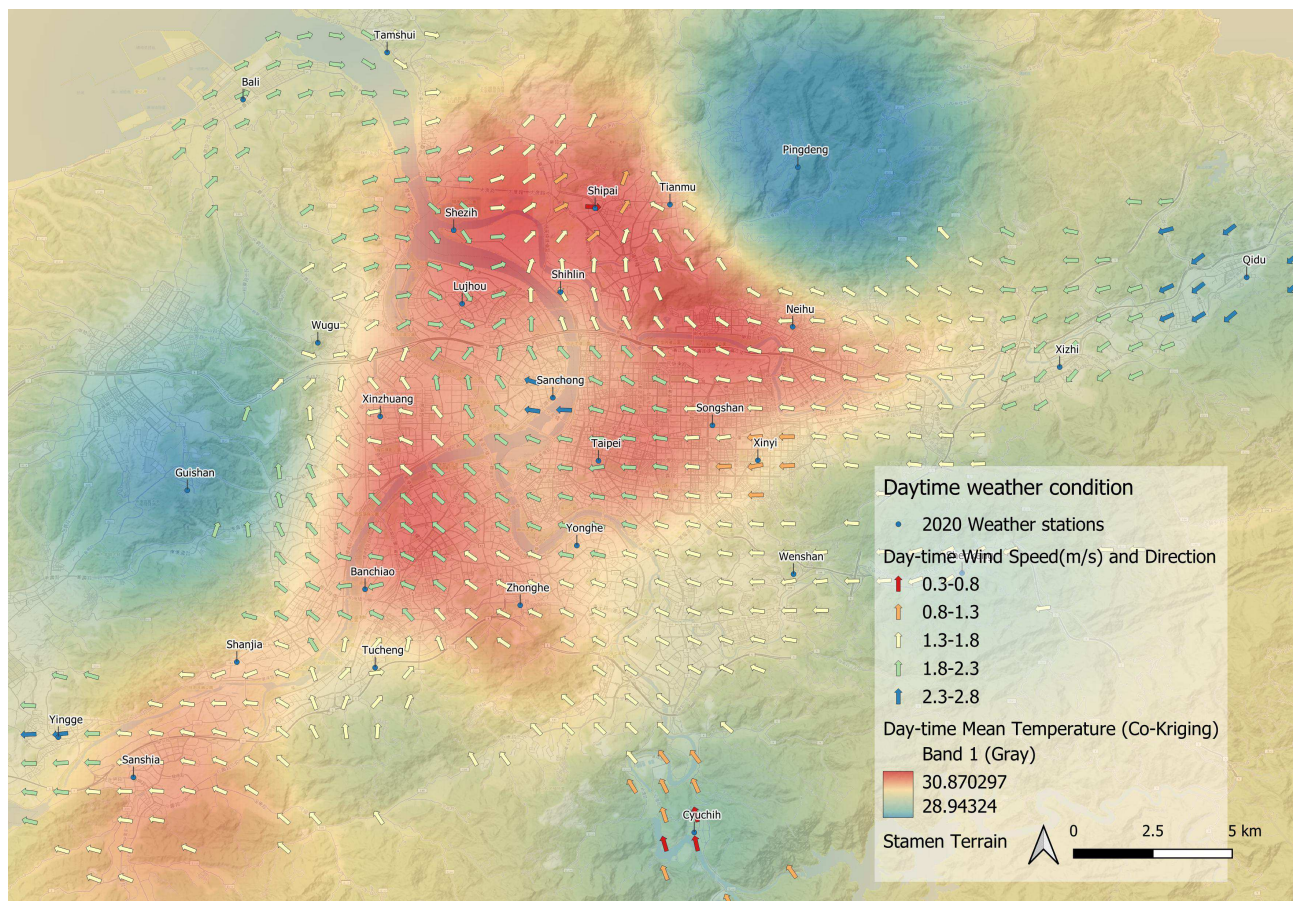 Tamshui
Bali
Pingdeng
Shipai
Tianmu
Shezih
Qidu
Shihlin
Lujhou
Neihu
Wugu
Xizhi
Sanchong
Xinzhuang
Songshan
Taipei
Xinyi
Guishan
Yonghe
Wenshan
Banchiao
Zhonghe
Shanjia
Tucheng
Yingge
Sanshia
Cyuchih
Daytime weather condition
2020 Weather stations
Day-time Wind Speed(m/s) and Direction
0.3-0.8
0.8-1.3
1.3-1.8
1.8-2.3
2.3-2.8
Day-time Mean Temperature (Co-Kriging)
Band 1 (Gray)
30.870297
28.94324
Stamen Terrain
0 2.5 5 km